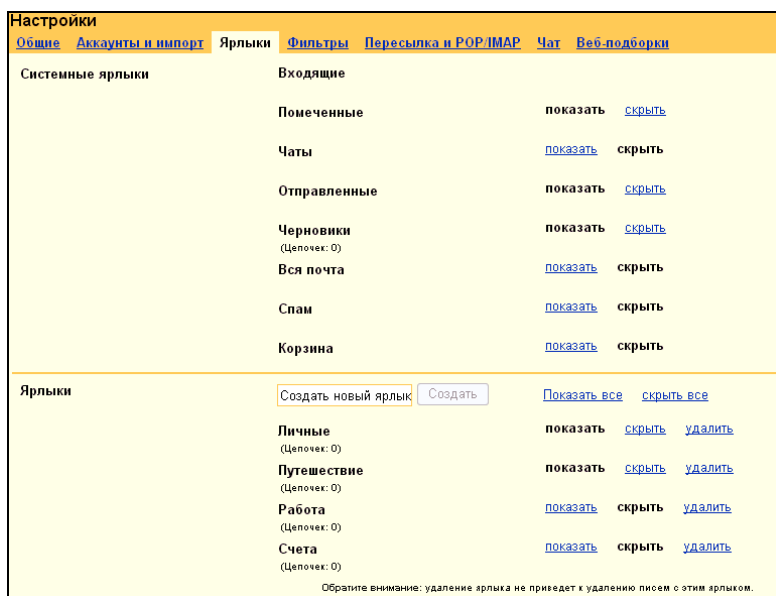 Настройки
Общие Аккаунты и импорт Ярлыки Фильтры Пересылка и POP/IMAP Чат Веб-подборки
Системные ярлыки Входящие
Помеченные показать скрыть
Чаты показать скрыть
Отправленные показать скрыть
Черновики показать скрыть
(Цепочек: 0)
Вся почта показать скрыть
Спам показать скрыть
Корзина показать скрыть
Ярлыки Создать новый ярлык Создать Показать все скрыть все
Личные показать скрыть удалить
(Цепочек: 0)
Путешествие показать скрыть удалить
(Цепочек: 0)
Работа показать скрыть удалить
(Цепочек: 0)
Счета показать скрыть удалить
(Цепочек: 0)
Обратите внимание: удаление ярлыка не приведет к удалению писем с этим ярлыком.